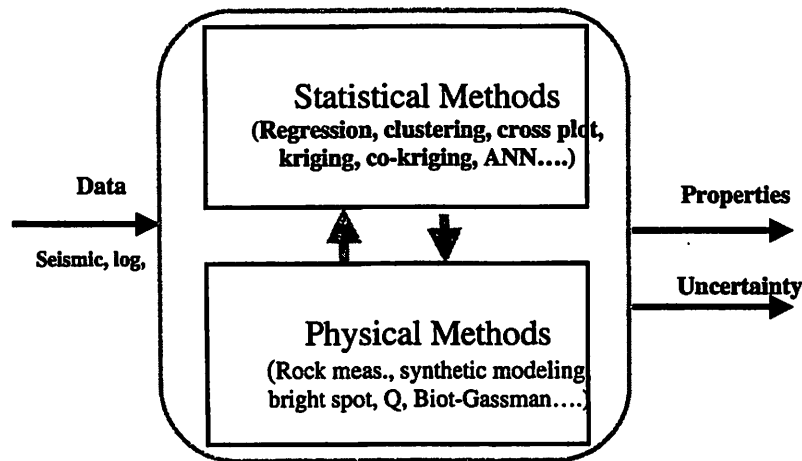 Statistical Methods
(Regression, clustering, cross plot,
kriging, co-kriging, ANN....)
Data
Seismic, log,
Properties
Uncertainty
Physical Methods
(Rock meas., synthetic modeling,
bright spot, Q, Biot-Gassman....)